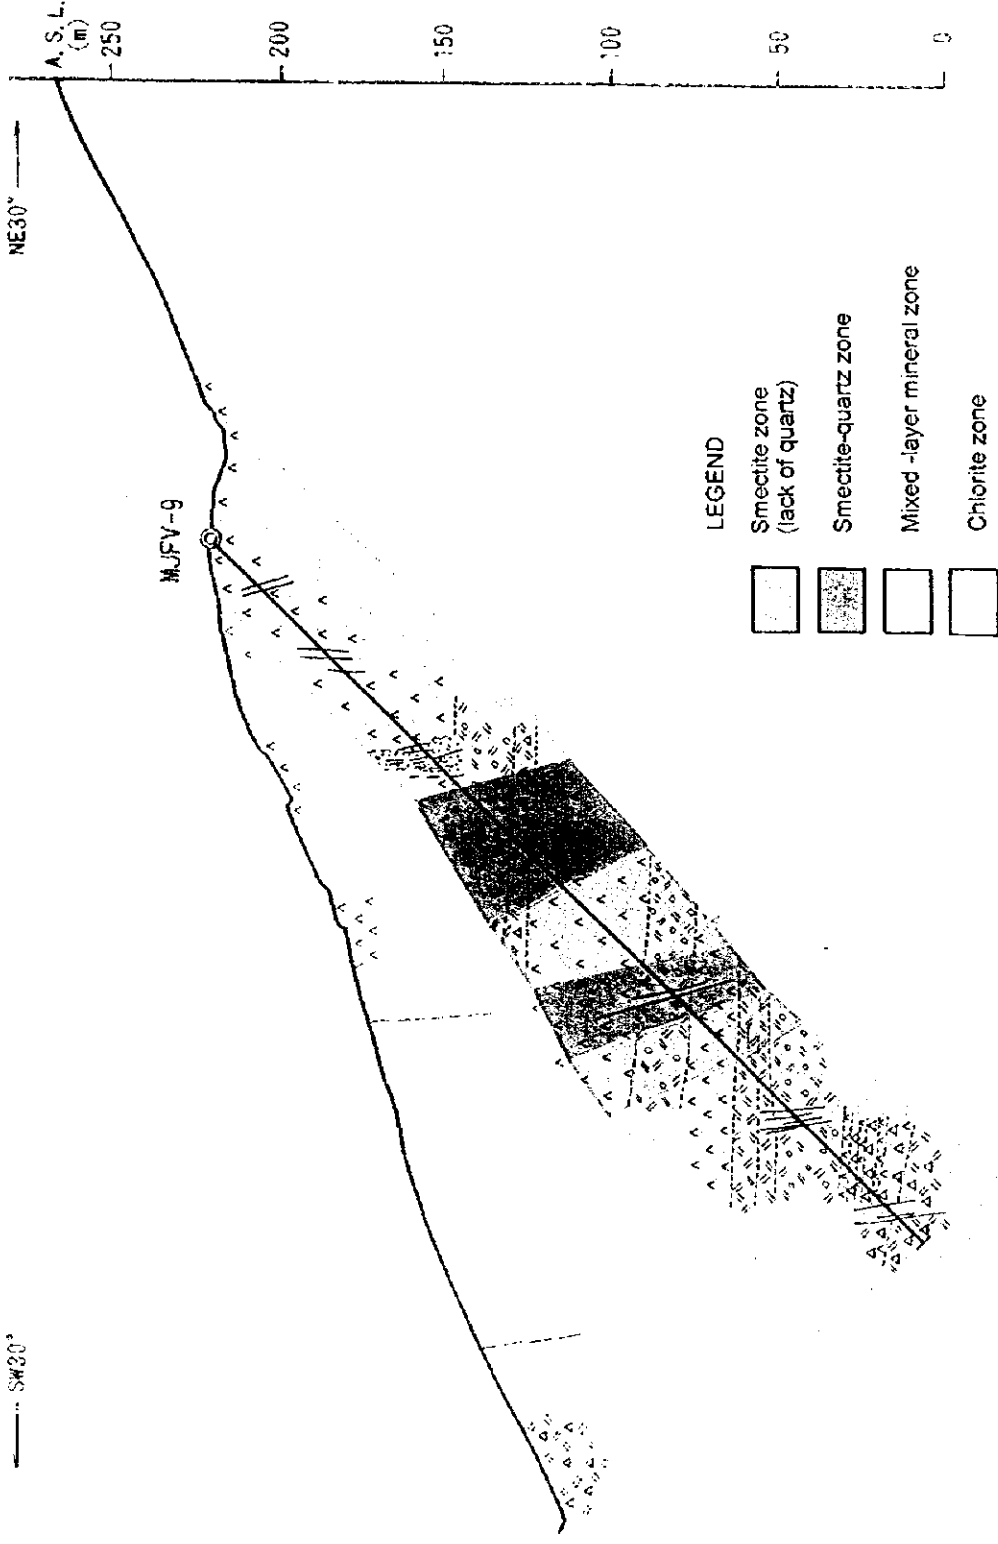 SW30°
NE30°
A. S. L.
(m)
250
200
150
100
50
0
MJFV-9
LEGEND
Smectite zone
(lack of quartz)
Smectite-quartz zone
Mixed -layer mineral zone
Chlorite zone